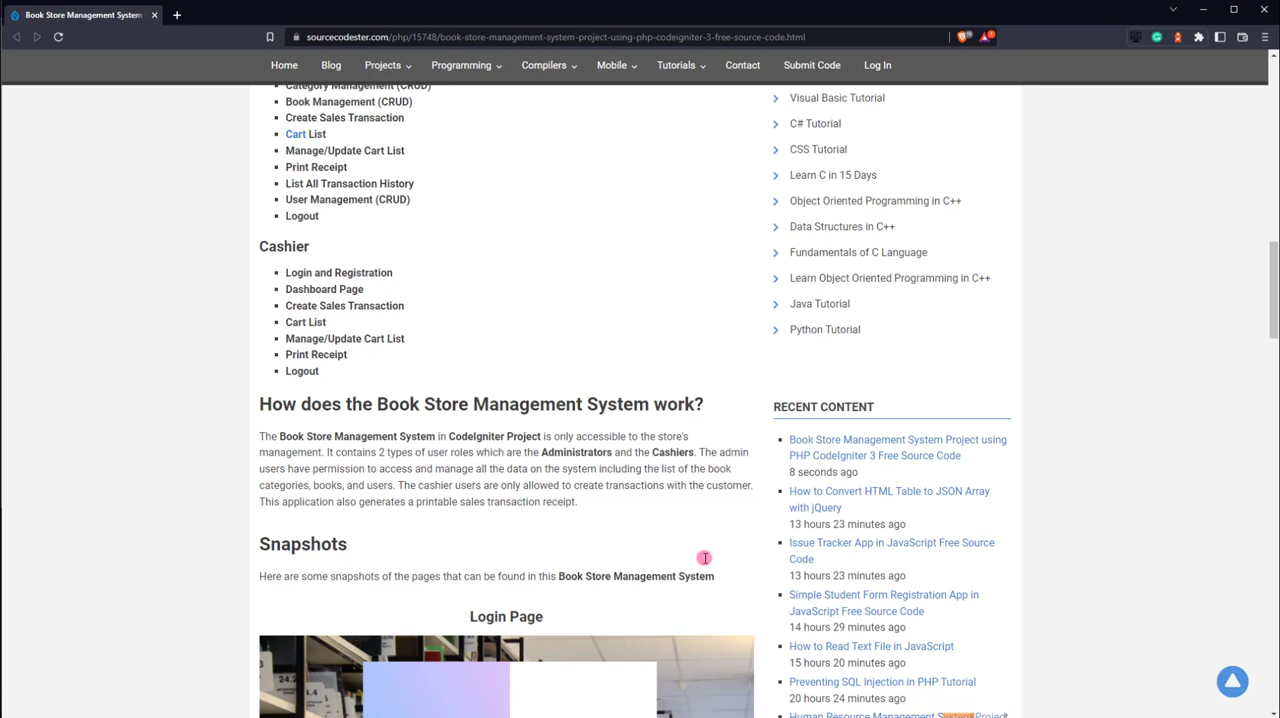 Book Store Management System
sourcecodester.com/php/15748/book-store-management-system-project-using-php-codeigniter-3-free-source-code.html
Home Blog Projects Programming Compilers Mobile Tutorials Contact Submit Code Log In
Category Management (CRUD)
Book Management (CRUD)
Create Sales Transaction
Cart List
Manage/Update Cart List
Print Receipt
List All Transaction History
User Management (CRUD)
Logout
Cashier
Login and Registration
Dashboard Page
Create Sales Transaction
Cart List
Manage/Update Cart List
Print Receipt
Logout
How does the Book Store Management System work?
The Book Store Management System in CodeIgniter Project is only accessible to the store's
management. It contains 2 types of user roles which are the Administrators and the Cashiers. The admin
users have permission to access and manage all the data on the system including the list of the book
categories, books, and users. The cashier users are only allowed to create transactions with the customer.
This application also generates a printable sales transaction receipt.
Snapshots
Here are some snapshots of the pages that can be found in this Book Store Management System
Login Page
Visual Basic Tutorial
C# Tutorial
CSS Tutorial
Learn C in 15 Days
Object Oriented Programming in C++
Data Structures in C++
Fundamentals of C Language
Learn Object Oriented Programming in C++
Java Tutorial
Python Tutorial
RECENT CONTENT
Book Store Management System Project using
PHP CodeIgniter 3 Free Source Code
8 seconds ago
How to Convert HTML Table to JSON Array
with jQuery
13 hours 23 minutes ago
Issue Tracker App in JavaScript Free Source
Code
13 hours 23 minutes ago
Simple Student Form Registration App in
JavaScript Free Source Code
14 hours 29 minutes ago
How to Read Text File in JavaScript
15 hours 20 minutes ago
Preventing SQL Injection in PHP Tutorial
20 hours 24 minutes ago
Human Resource Management System Project